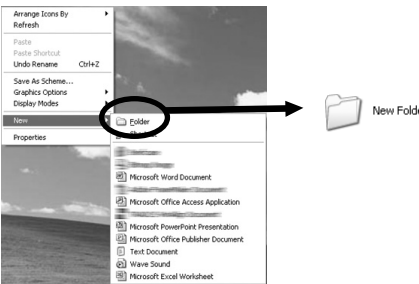 Arrange Icons By
Refresh
Paste
Paste Shortcut
Undo Rename Ctrl+Z
Save As Scheme...
Graphics Options
Display Modes
New
Properties
Folder
Shortcut
Microsoft Word Document
Microsoft Office Access Application
Microsoft PowerPoint Presentation
Microsoft Office Publisher Document
Text Document
Wave Sound
Microsoft Excel Worksheet
New Folde